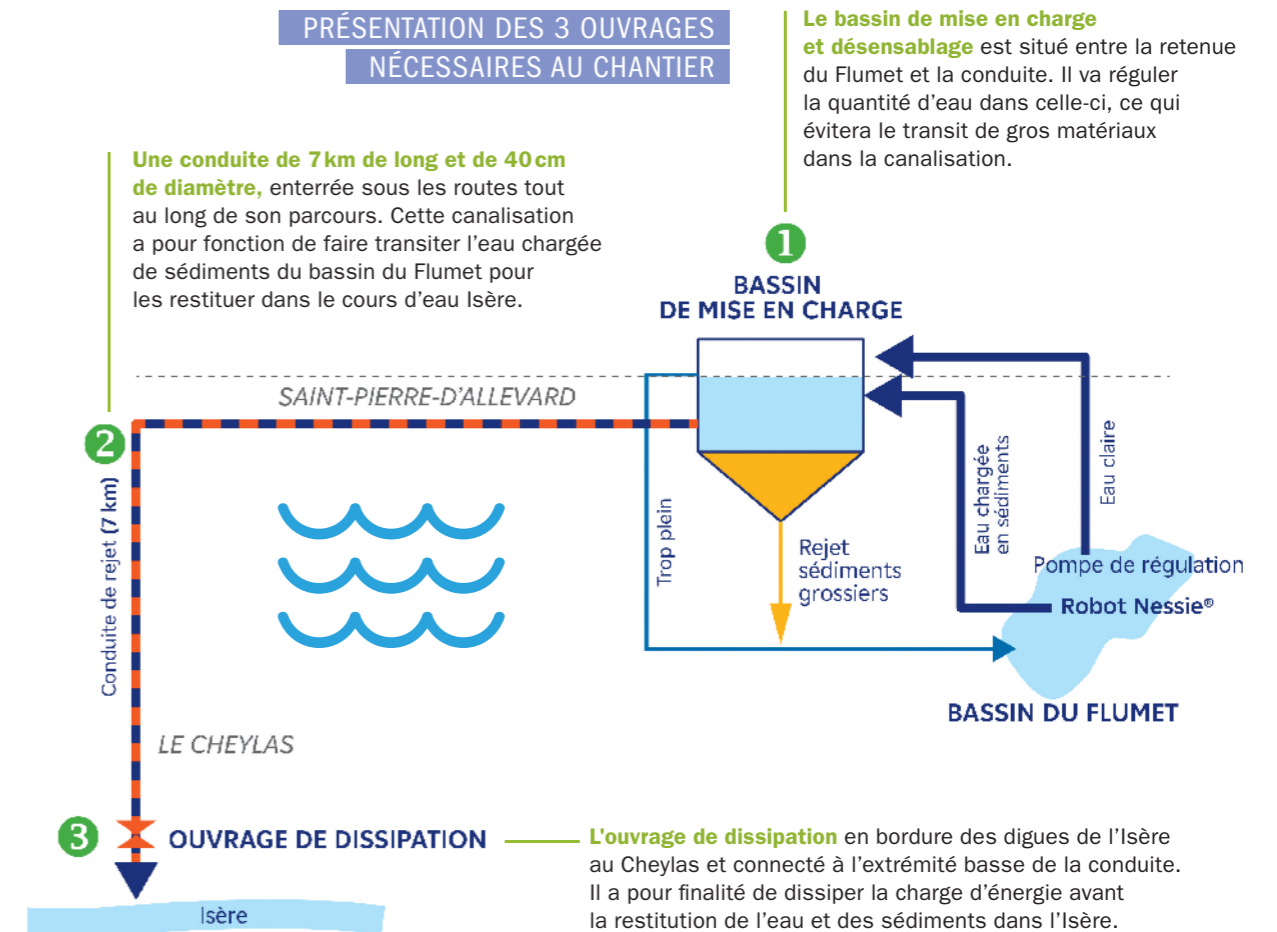 PRÉSENTATION DES 3 OUVRAGES
NÉCESSAIRES AU CHANTIER
Le bassin de mise en charge
et désensablage est situé entre la retenue
du Flumet et la conduite. Il va réguler
la quantité d'eau dans celle-ci, ce qui
évitera le transit de gros matériaux
dans la canalisation.
Une conduite de 7 km de long et de 40 cm
de diamètre, enterrée sous les routes tout
au long de son parcours. Cette canalisation
a pour fonction de faire transiter l'eau chargée
de sédiments du bassin du Flumet pour
les restituer dans le cours d'eau Isère.
1
BASSIN
DE MISE EN CHARGE
SAINT-PIERRE-D'ALLEVARD
2
Conduite de rejet (7 km)
Trop plein
Rejet
sédiments
grossiers
Eau chargée
en sédiments
Eau claire
Pompe de régulation
Robot Nessie®
BASSIN DU FLUMET
LE CHEYLAS
3
OUVRAGE DE DISSIPATION
L'ouvrage de dissipation en bordure des digues de l'Isère
au Cheylas et connecté à l'extrémité basse de la conduite.
Il a pour finalité de dissiper la charge d'énergie avant
la restitution de l'eau et des sédiments dans l'Isère.
Isère